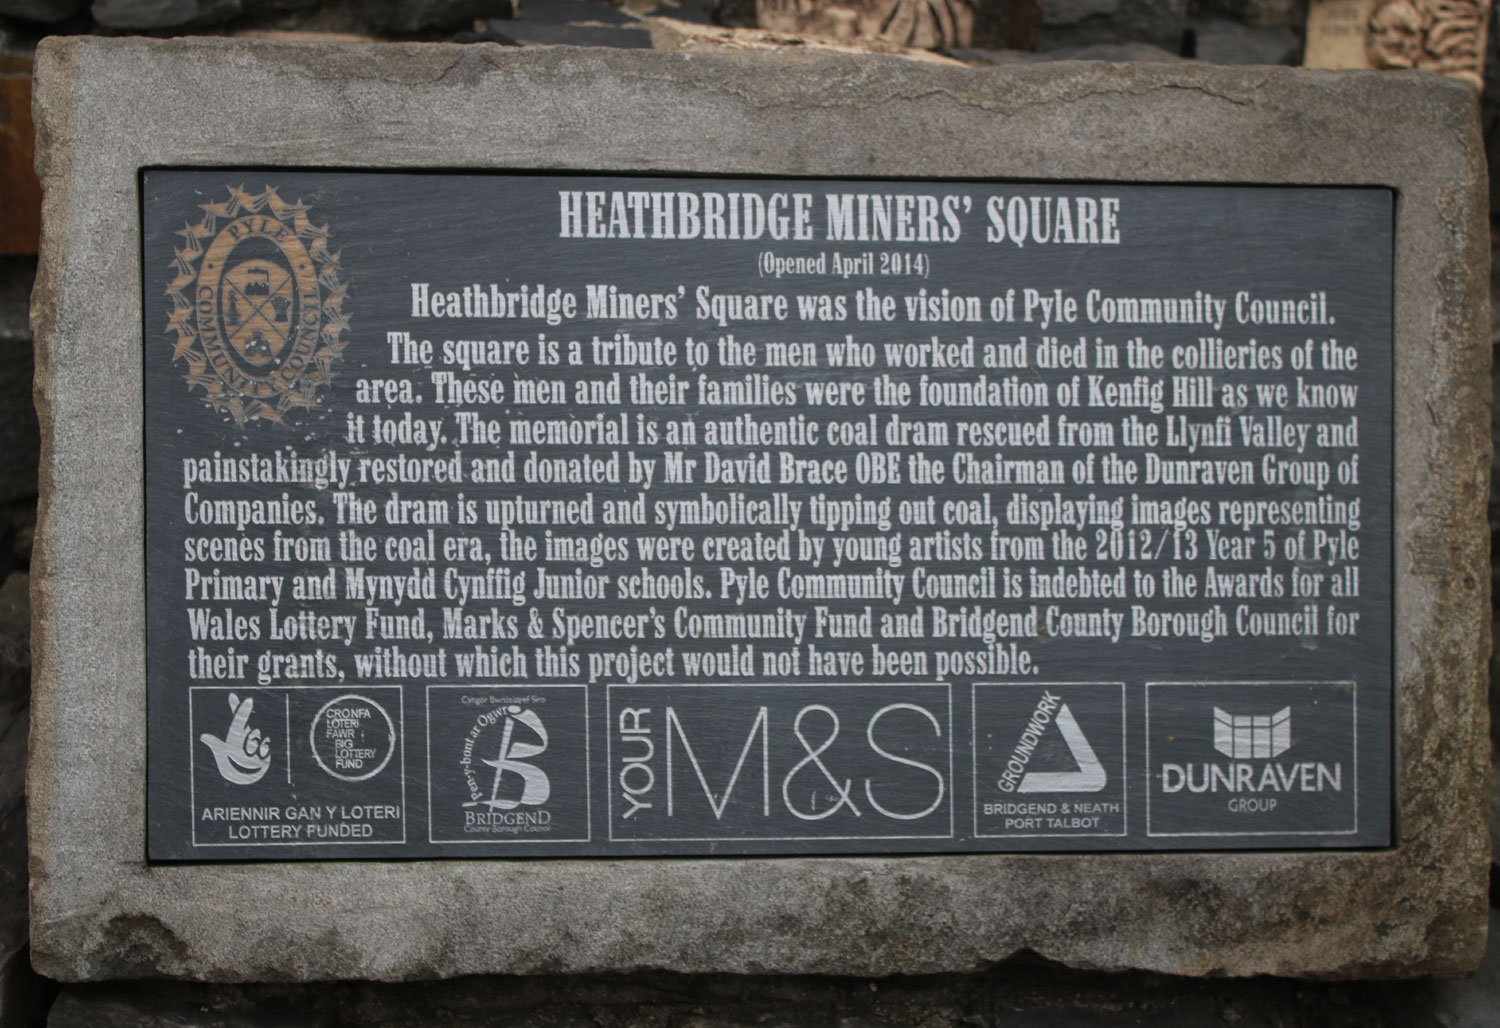 PYLE COMMUNITY COUNCIL
HEATHBRIDGE MINERS' SQUARE
(Opened April 2014)
Heathbridge Miners' Square was the vision of Pyle Community Council.
The square is a tribute to the men who worked and died in the collieries of the
area. These men and their families were the foundation of Kenfig Hill as we know
it today. The memorial is an authentic coal dram rescued from the Llynfi Valley and
painstakingly restored and donated by Mr David Brace OBE the Chairman of the Dunraven Group of
Companies. The dram is upturned and symbolically tipping out coal, displaying images representing
scenes from the coal era, the images were created by young artists from the 2012/13 Year 5 of Pyle
Primary and Mynydd Cynffig Junior schools. Pyle Community Council is indebted to the Awards for all
Wales Lottery Fund, Marks & Spencer's Community Fund and Bridgend County Borough Council for
their grants, without which this project would not have been possible.
CRONFA
LOTERI
FAWR
BIG
LOTTERY
FUND
ARIENNIR GAN Y LOTERI
LOTTERY FUNDED
Cyngor Bwrdeistref Sirol
Pen-y-bont ar Ogwr
BRIDGEND
County Borough Council
YOUR
M&S
GROUNDWORK
BRIDGEND & NEATH
PORT TALBOT
DUNRAVEN
GROUP